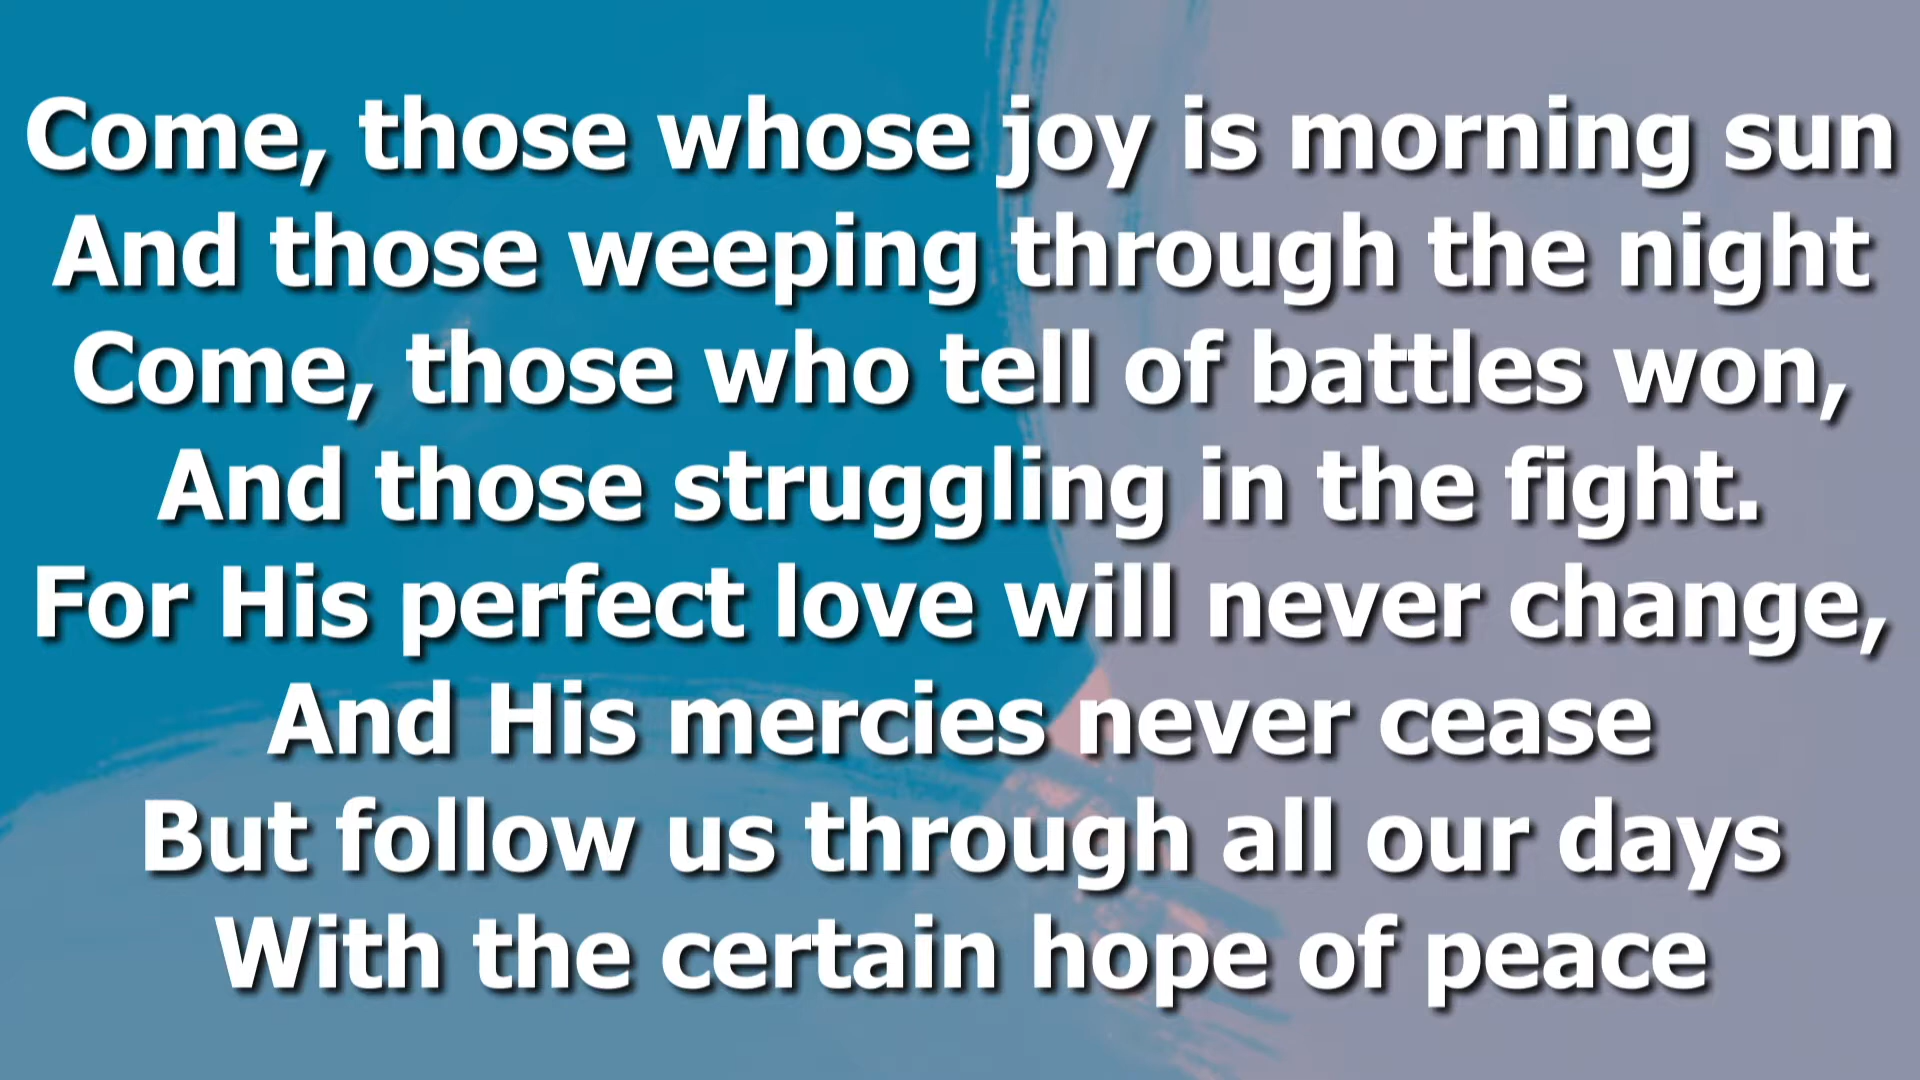 Come, those whose joy is morning sun
And those weeping through the night
Come, those who tell of battles won,
And those struggling in the fight.
For His perfect love will never change,
And His mercies never cease
But follow us through all our days
With the certain hope of peace